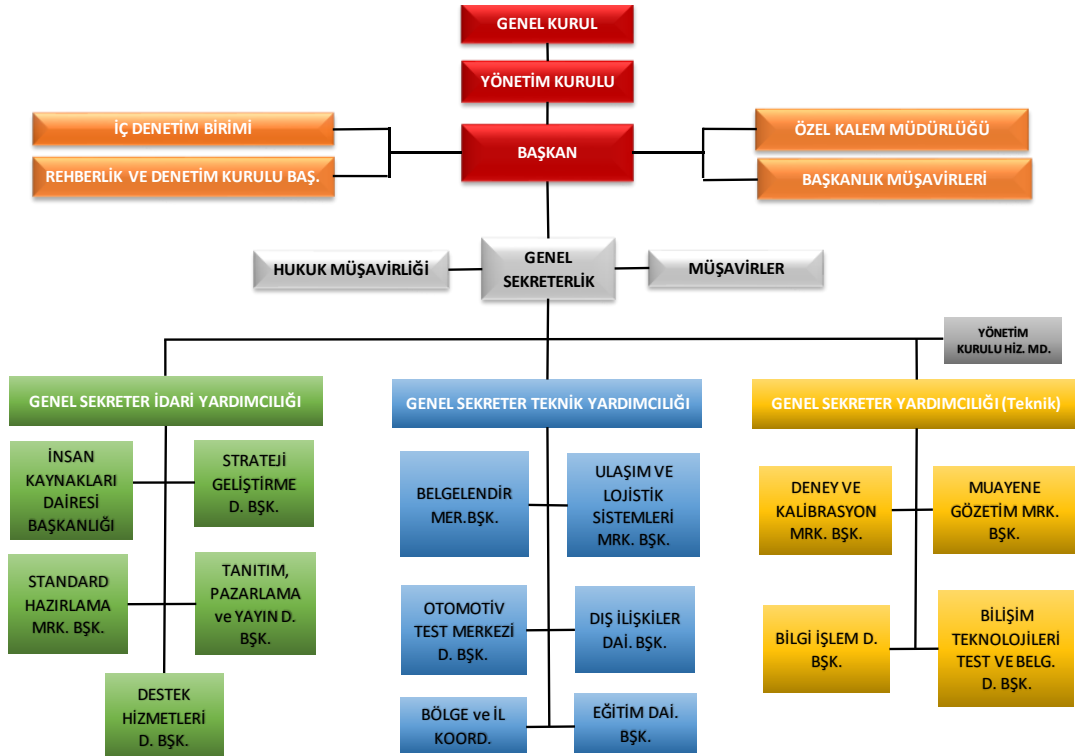 GENEL KURUL
YÖNETİM KURULU
İÇ DENETİM BİRİMİ
REHBERLİK VE DENETİM KURULU BAŞ.
BAŞKAN
ÖZEL KALEM MÜDÜRLÜĞÜ
BAŞKANLIK MÜŞAVİRLERİ
HUKUK MÜŞAVİRLİĞİ
GENEL
SEKRETERLİK
MÜŞAVİRLER
YÖNETİM
KURULU HİZ. MD.
GENEL SEKRETER İDARİ YARDIMCILIĞI
İNSAN
KAYNAKLARI
DAİRESİ
BAŞKANLIĞI
STRATEJİ
GELİŞTİRME
D. BŞK.
STANDARD
HAZIRLAMA
MRK. BŞK.
TANITIM,
PAZARLAMA
ve YAYIN D.
BŞK.
DESTEK
HİZMETLERİ
D. BŞK.
GENEL SEKRETER TEKNİK YARDIMCILIĞI
BELGELENDİR
MER.BŞK.
ULAŞIM VE
LOJİSTİK
SİSTEMLERİ
MRK. BŞK.
OTOMOTİV
TEST MERKEZİ
D. BŞK.
DIŞ İLİŞKİLER
DAİ. BŞK.
BÖLGE ve İL
KOORD.
EĞİTİM DAİ.
BŞK.
GENEL SEKRETER YARDIMCILIĞI (Teknik)
DENEY VE
KALİBRASYON
MRK. BŞK.
MUAYENE
GÖZETİM MRK.
BŞK.
BİLGİ İŞLEM D.
BŞK.
BİLİŞİM
TEKNOLOJİLERİ
TEST VE BELG.
D. BŞK.